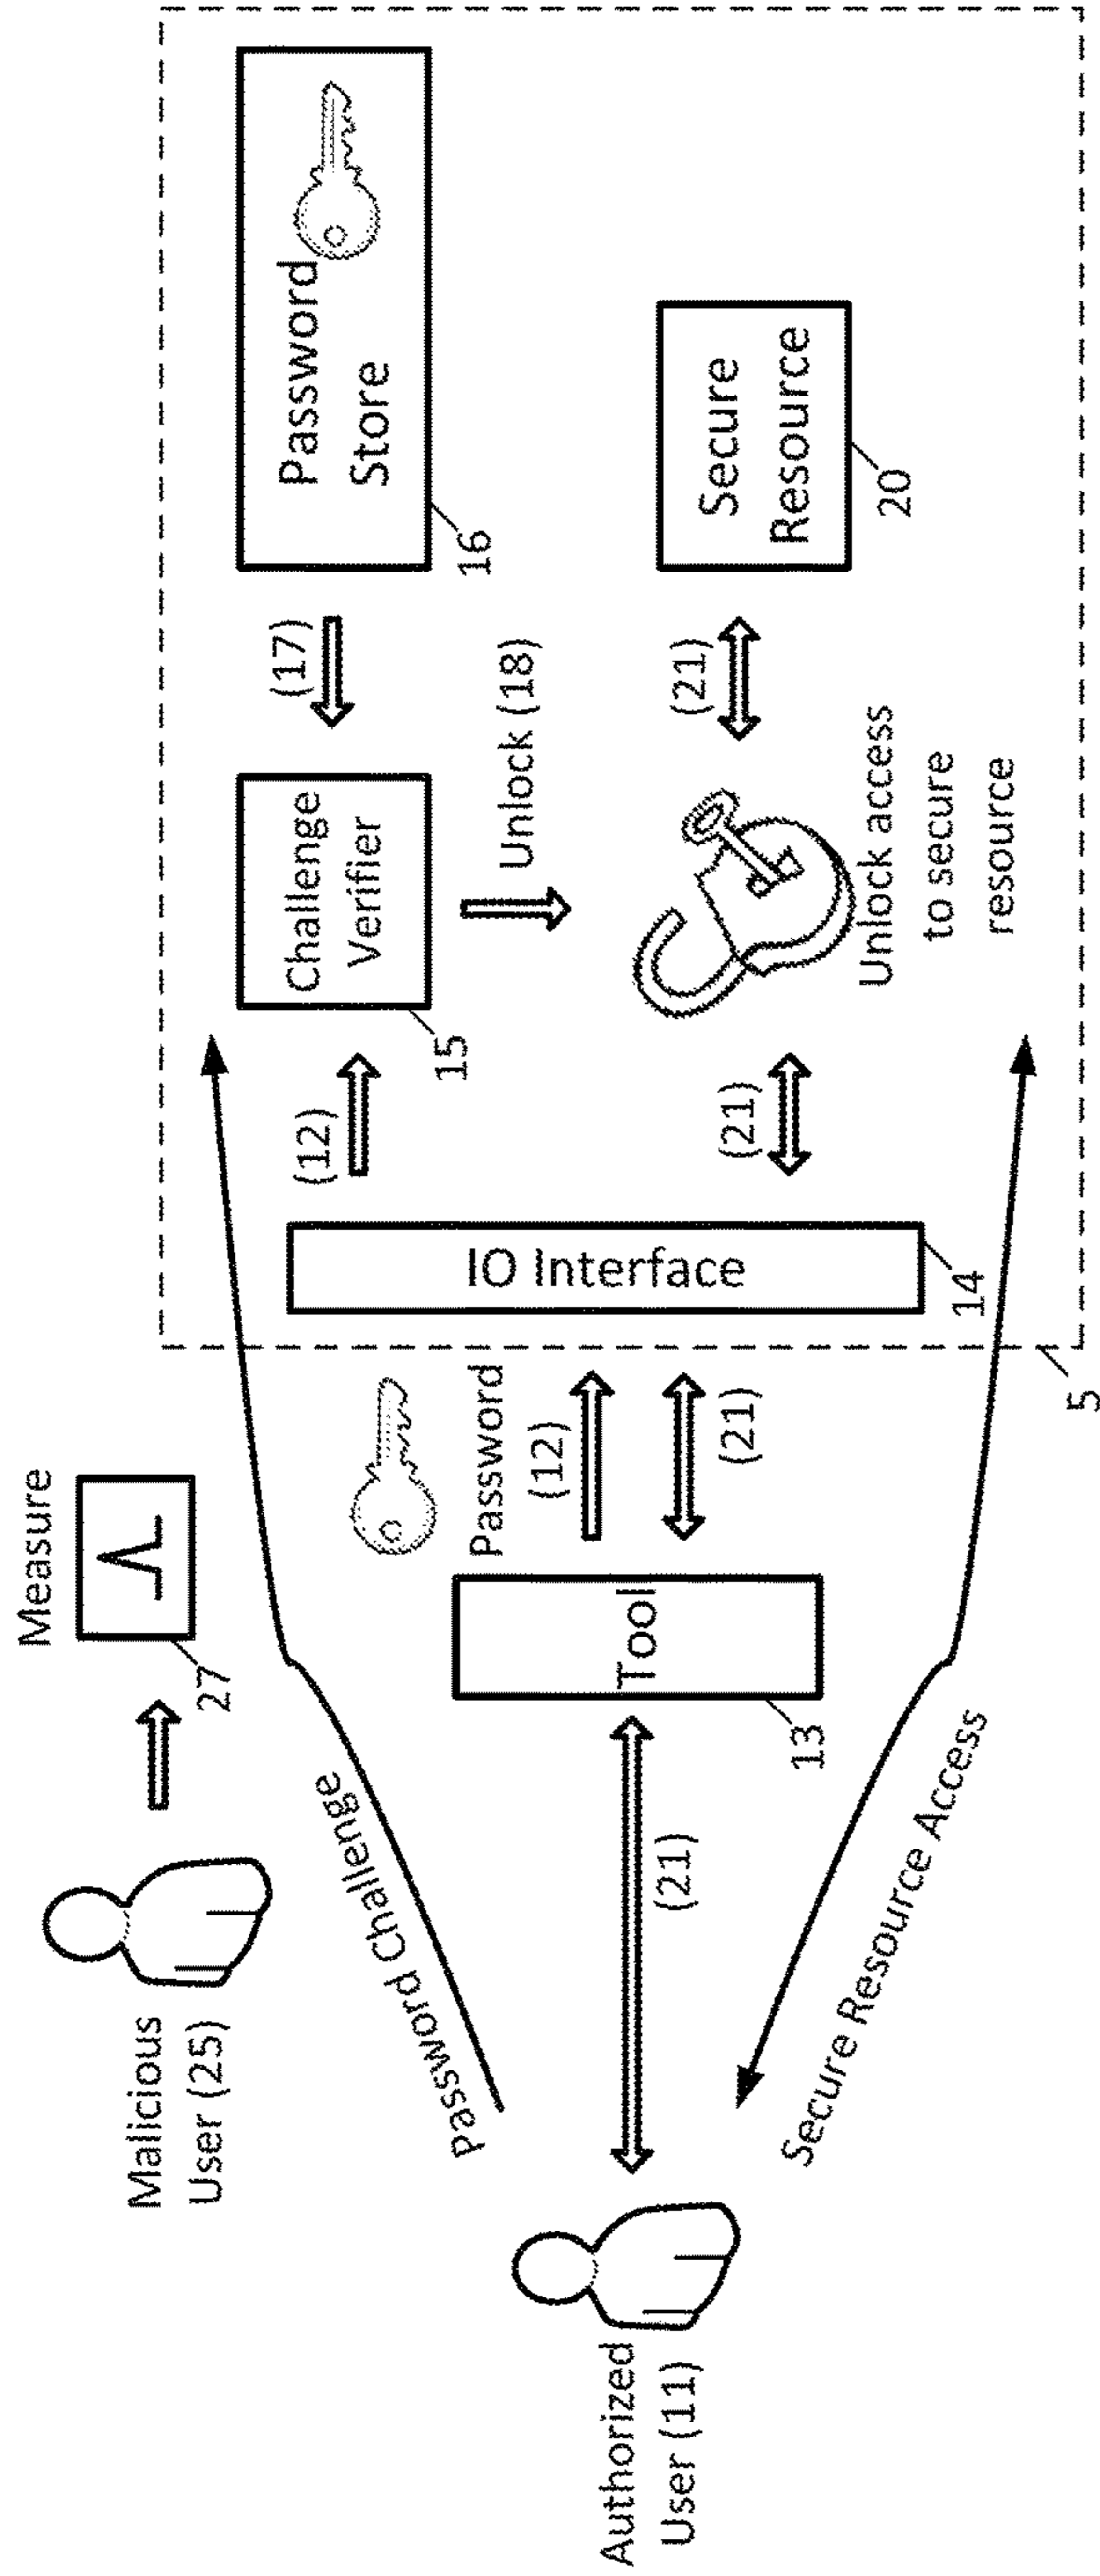 Malicious
User (25)
27
Measure
Authorized
User (11)
Password Challenge
(21)
Secure Resource Access
Tool
13
Password
(12)
(21)
5
IO Interface
14
(12)
(21)
Challenge
Verifier
15
Unlock (18)
Unlock access
to secure
resource
(17)
(21)
Password
Store
16
Secure
Resource
20